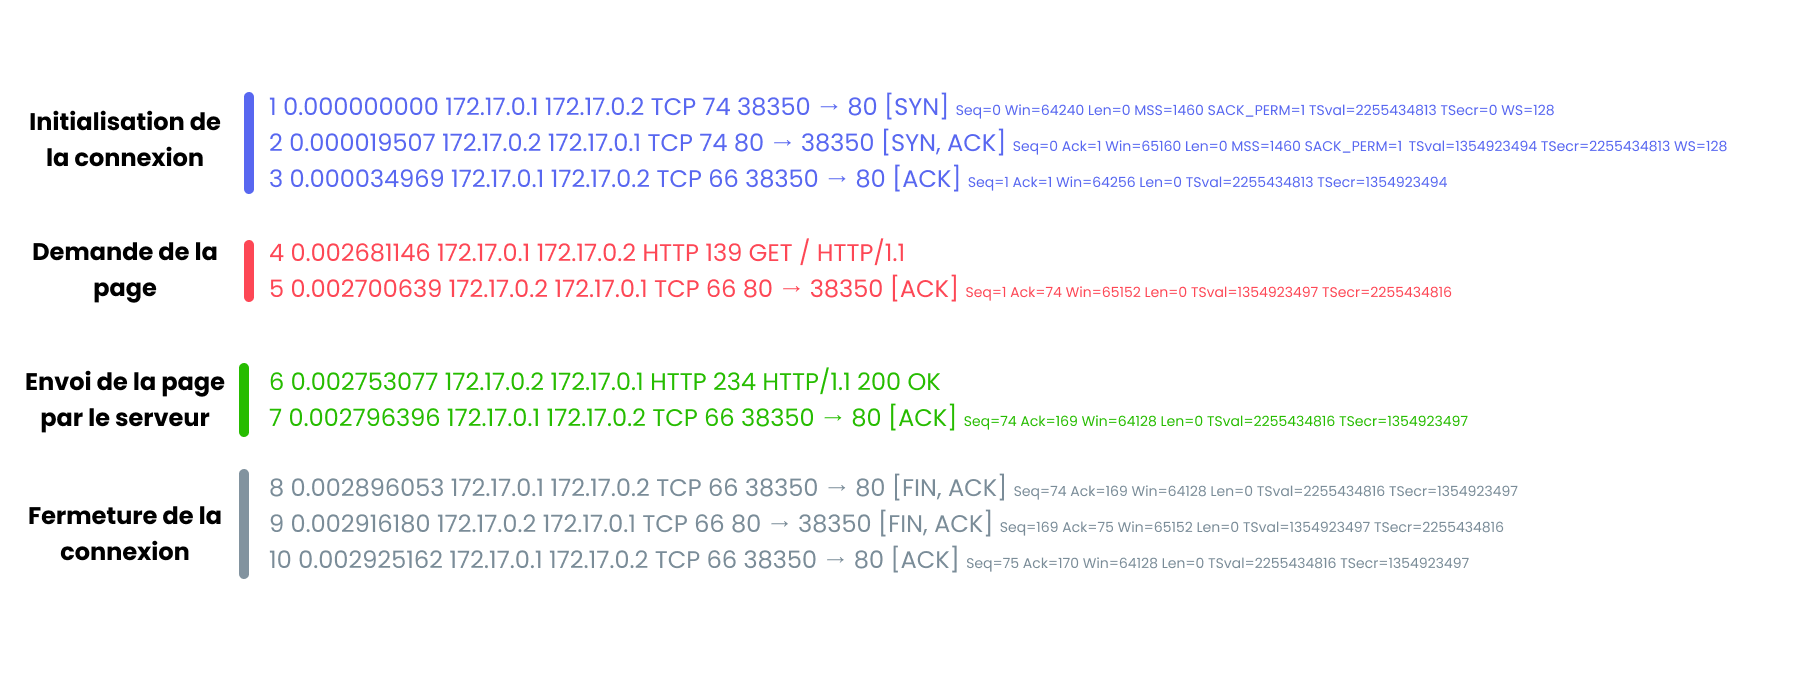 Initialisation de
la connexion
1 0.000000000 172.17.0.1 172.17.0.2 TCP 74 38350 → 80 [SYN] Seq=0 Win=64240 Len=0 MSS=1460 SACK_PERM=1 TSval=2255434813 TSecr=0 WS=128
2 0.000019507 172.17.0.2 172.17.0.1 TCP 74 80 → 38350 [SYN, ACK] Seq=0 Ack=1 Win=65160 Len=0 MSS=1460 SACK_PERM=1 TSval=1354923494 TSecr=2255434813 WS=128
3 0.000034969 172.17.0.1 172.17.0.2 TCP 66 38350 → 80 [ACK] Seq=1 Ack=1 Win=64256 Len=0 TSval=2255434813 TSecr=1354923494
Demande de la
page
4 0.002681146 172.17.0.1 172.17.0.2 HTTP 139 GET / HTTP/1.1
5 0.002700639 172.17.0.2 172.17.0.1 TCP 66 80 → 38350 [ACK] Seq=1 Ack=74 Win=65152 Len=0 TSval=1354923497 TSecr=2255434816
Envoi de la page
par le serveur
6 0.002753077 172.17.0.2 172.17.0.1 HTTP 234 HTTP/1.1 200 OK
7 0.002796396 172.17.0.1 172.17.0.2 TCP 66 38350 → 80 [ACK] Seq=74 Ack=169 Win=64128 Len=0 TSval=2255434816 TSecr=1354923497
Fermeture de la
connexion
8 0.002896053 172.17.0.1 172.17.0.2 TCP 66 38350 → 80 [FIN, ACK] Seq=74 Ack=169 Win=64128 Len=0 TSval=2255434816 TSecr=1354923497
9 0.002916180 172.17.0.2 172.17.0.1 TCP 66 80 → 38350 [FIN, ACK] Seq=169 Ack=75 Win=65152 Len=0 TSval=1354923497 TSecr=2255434816
10 0.002925162 172.17.0.1 172.17.0.2 TCP 66 38350 → 80 [ACK] Seq=75 Ack=170 Win=64128 Len=0 TSval=2255434816 TSecr=1354923497